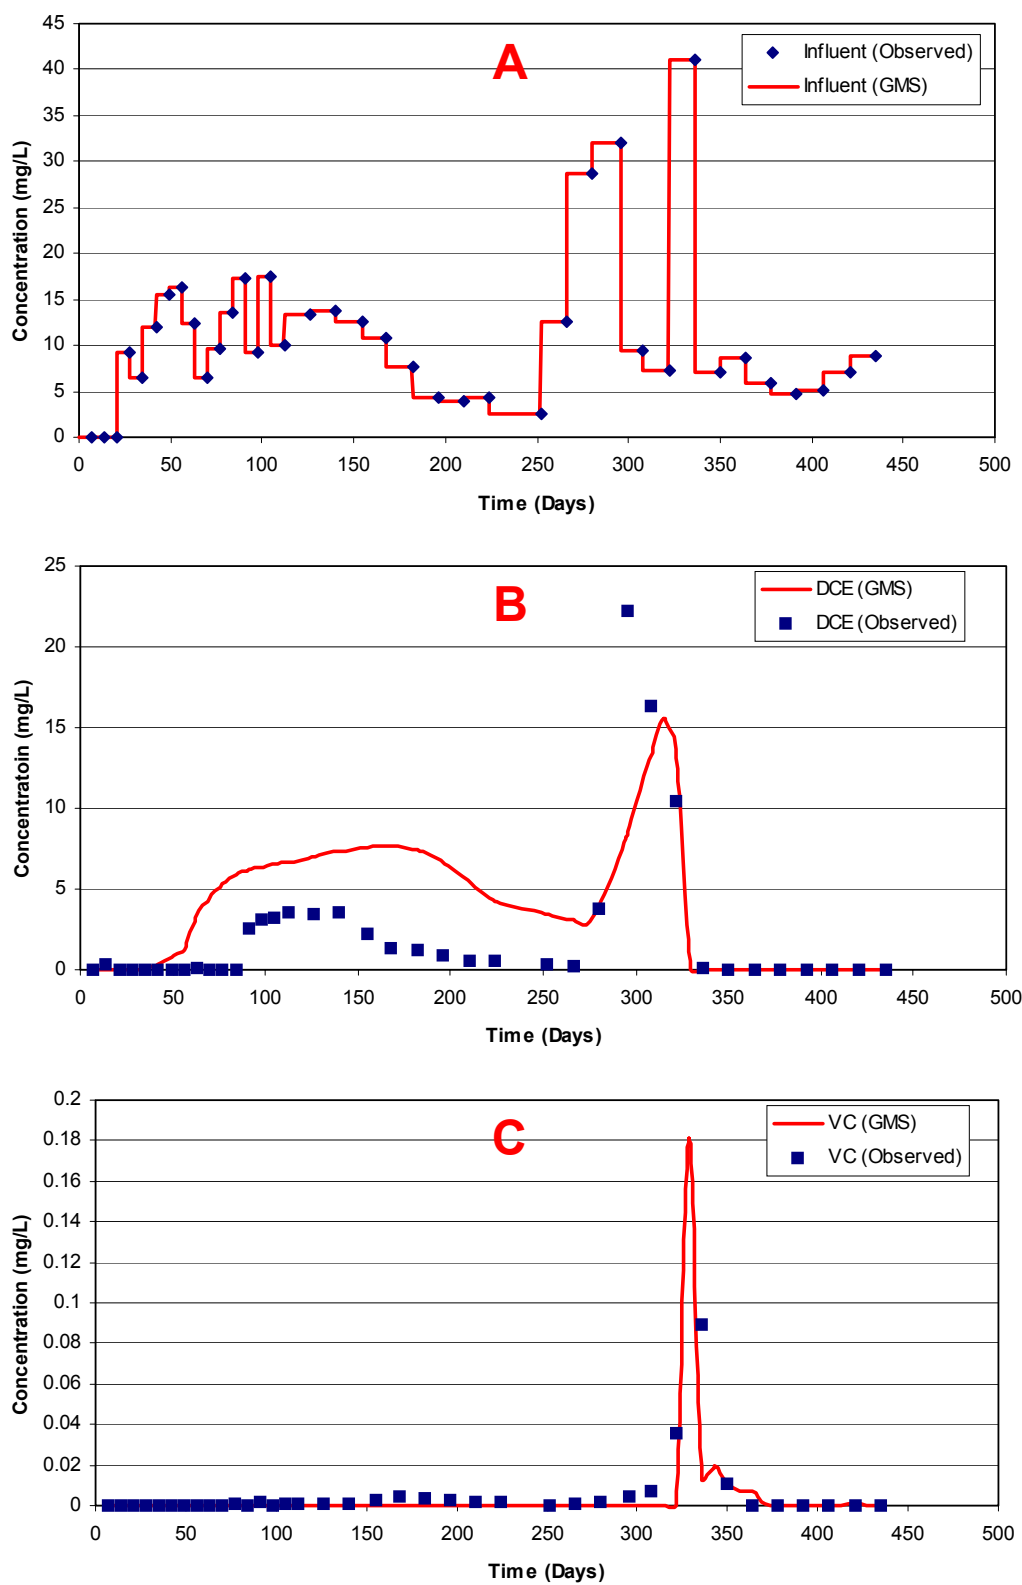 45
40
35
30
25
20
15
10
5
0
Concentration (mg/L)
A
Influent (Observed)
Influent (GMS)
0 50 100 150 200 250 300 350 400 450 500
Time (Days)
25
20
15
10
5
0
Concentratoin (mg/L)
B
DCE (GMS)
DCE (Observed)
0 50 100 150 200 250 300 350 400 450 500
Time (Days)
0.2
0.18
0.16
0.14
0.12
0.1
0.08
0.06
0.04
0.02
0
Concentration (mg/L)
C
VC (GMS)
VC (Observed)
0 50 100 150 200 250 300 350 400 450 500
Time (Days)